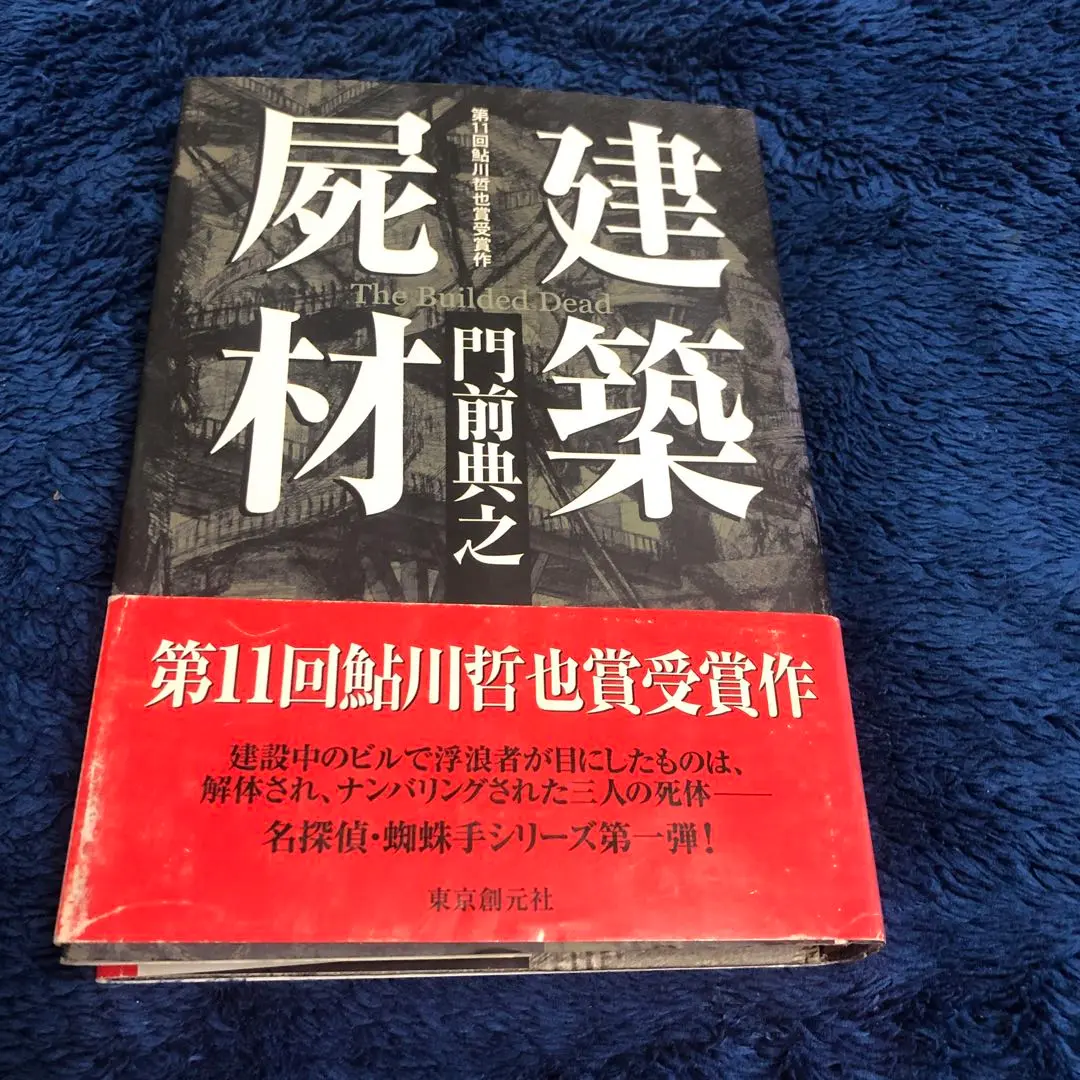 建築
屍材
第11回鮎川哲也賞受賞作
The Builded Dead
門前典之
第11回鮎川哲也賞受賞作
建設中のビルで浮浪者が目にしたものは、
解体され、ナンバリングされた三人の死体――
名探偵・蜘蛛手シリーズ第一弾!
東京創元社